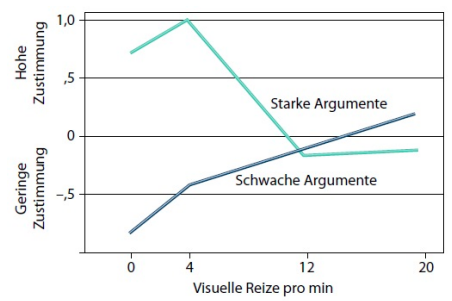 Hohe
Zustimmung
Geringe
Zustimmung
1,0
,5
0
–,5
Starke Argumente
Schwache Argumente
0
4
12
20
Visuelle Reize pro min